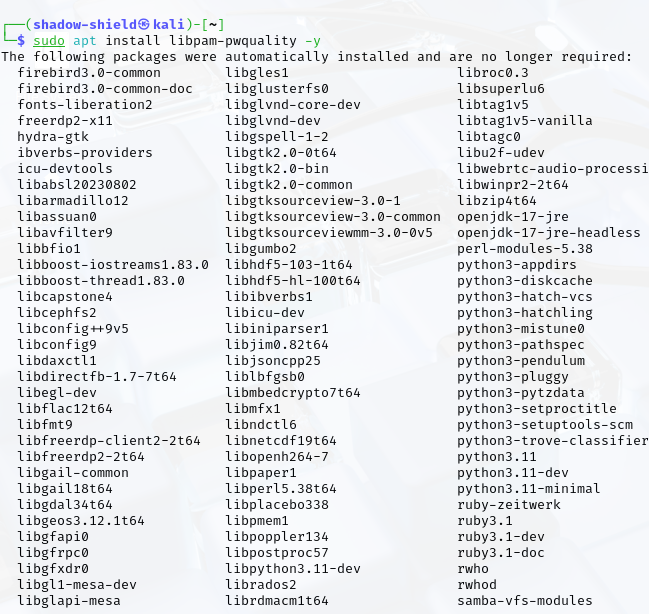 ┌──(shadow-shield㉿kali)-[~]
└─$ sudo apt install libpam-pwquality -y
The following packages were automatically installed and are no longer required:
firebird3.0-common libgles1 libroc0.3
firebird3.0-common-doc libglusterfs0 libsuperlu6
fonts-liberation2 libglvnd-core-dev libtag1v5
freerdp2-x11 libglvnd-dev libtag1v5-vanilla
hydra-gtk libgspell-1-2 libtagc0
ibverbs-providers libgtk2.0-0t64 libu2f-udev
icu-devtools libgtk2.0-bin libwebrtc-audio-processi
libabsl20230802 libgtk2.0-common libwinpr2-2t64
libarmadillo12 libgtksourceview-3.0-1 libzip4t64
libassuan0 libgtksourceview-3.0-common openjdk-17-jre
libavfilter9 libgtksourceviewmm-3.0-0v5 openjdk-17-jre-headless
libbfio1 libgumbo2 perl-modules-5.38
libboost-iostreams1.83.0 libhdf5-103-1t64 python3-appdirs
libboost-thread1.83.0 libhdf5-hl-100t64 python3-diskcache
libcapstone4 libibverbs1 python3-hatch-vcs
libcephfs2 libicu-dev python3-hatchling
libconfig++9v5 libiniparser1 python3-mistune0
libconfig9 libjim0.82t64 python3-pathspec
libdaxctl1 libjsoncpp25 python3-pendulum
libdirectfb-1.7-7t64 liblbfgsb0 python3-pluggy
libegl-dev libmbedcrypto7t64 python3-pytzdata
libflac12t64 libmfx1 python3-setproctitle
libfmt9 libndctl6 python3-setuptools-scm
libfreerdp-client2-2t64 libnetcdf19t64 python3-trove-classifier
libfreerdp2-2t64 libopenh264-7 python3.11
libgail-common libpaper1 python3.11-dev
libgail18t64 libperl5.38t64 python3.11-minimal
libgdal34t64 libplacebo338 ruby-zeitwerk
libgeos3.12.1t64 libpmem1 ruby3.1
libgfapi0 libpoppler134 ruby3.1-dev
libgfrpc0 libpostproc57 ruby3.1-doc
libgfxdr0 libpython3.11-dev rwho
libgl1-mesa-dev librados2 rwhod
libglapi-mesa librdmacm1t64 samba-vfs-modules